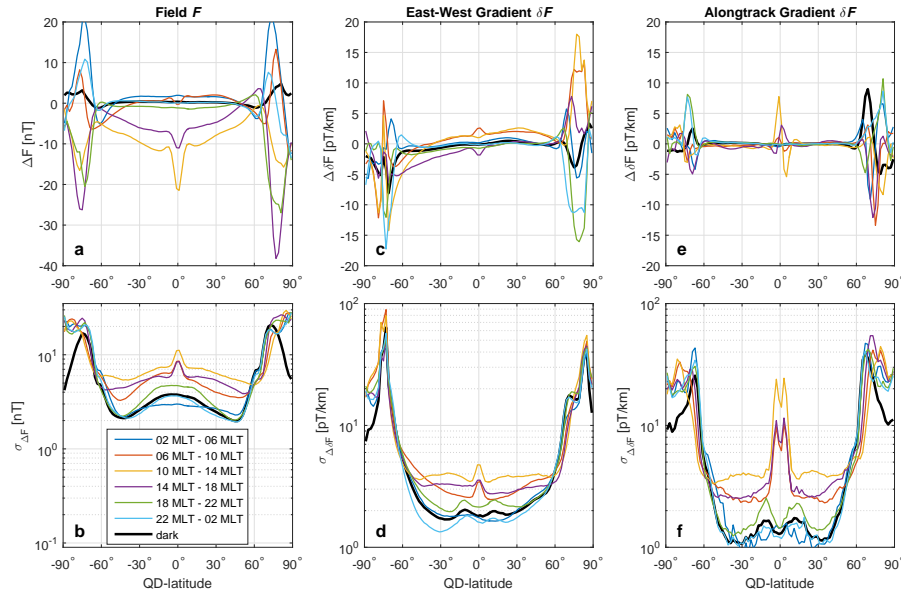 Field F
East-West Gradient δF
Alongtrack Gradient δF
ΔF [nT]
20
10
0
-10
-20
-30
-40
a
-90° -60° -30° 0° 30° 60° 90°
Δ δF [pT/km]
20
15
10
5
0
-5
-10
-15
-20
c
-90° -60° -30° 0° 30° 60° 90°
Δ δF [pT/km]
20
15
10
5
0
-5
-10
-15
-20
e
-90° -60° -30° 0° 30° 60° 90°
σΔF [nT]
10¹
10⁰
10⁻¹
02 MLT - 06 MLT
06 MLT - 10 MLT
10 MLT - 14 MLT
14 MLT - 18 MLT
18 MLT - 22 MLT
22 MLT - 02 MLT
dark
b
-90° -60° -30° 0° 30° 60° 90°
QD-latitude
σΔδF [pT/km]
10²
10¹
10⁰
d
-90° -60° -30° 0° 30° 60° 90°
QD-latitude
σΔδF [pT/km]
10²
10¹
10⁰
f
-90° -60° -30° 0° 30° 60° 90°
QD-latitude